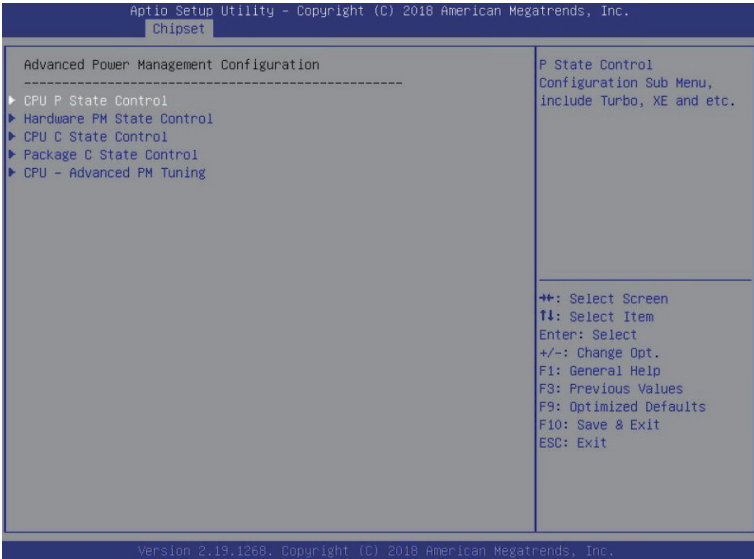 Aptio Setup Utility – Copyright (C) 2018 American Megatrends, Inc.
Chipset
Advanced Power Management Configuration
------------------------------------------------
CPU P State Control
Hardware PM State Control
CPU C State Control
Package C State Control
CPU – Advanced PM Tuning
P State Control
Configuration Sub Menu,
include Turbo, XE and etc.
→←: Select Screen
↑↓: Select Item
Enter: Select
+/-: Change Opt.
F1: General Help
F3: Previous Values
F9: Optimized Defaults
F10: Save & Exit
ESC: Exit
Version 2.19.1268. Copyright (C) 2018 American Megatrends, Inc.